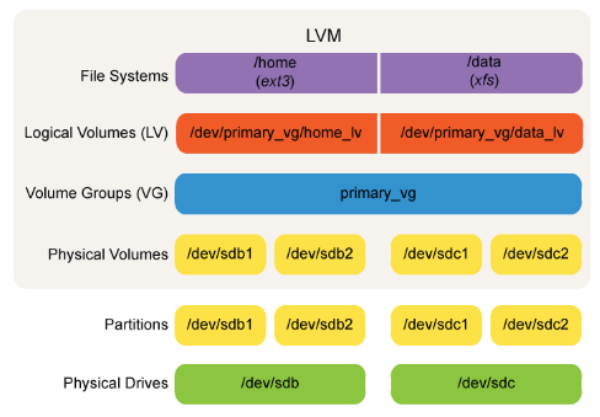 LVM
File Systems
/home
(ext3)
/data
(xfs)
Logical Volumes (LV)
/dev/primary_vg/home_lv
/dev/primary_vg/data_lv
Volume Groups (VG)
primary_vg
Physical Volumes
/dev/sdb1
/dev/sdb2
/dev/sdc1
/dev/sdc2
Partitions
/dev/sdb1
/dev/sdb2
/dev/sdc1
/dev/sdc2
Physical Drives
/dev/sdb
/dev/sdc